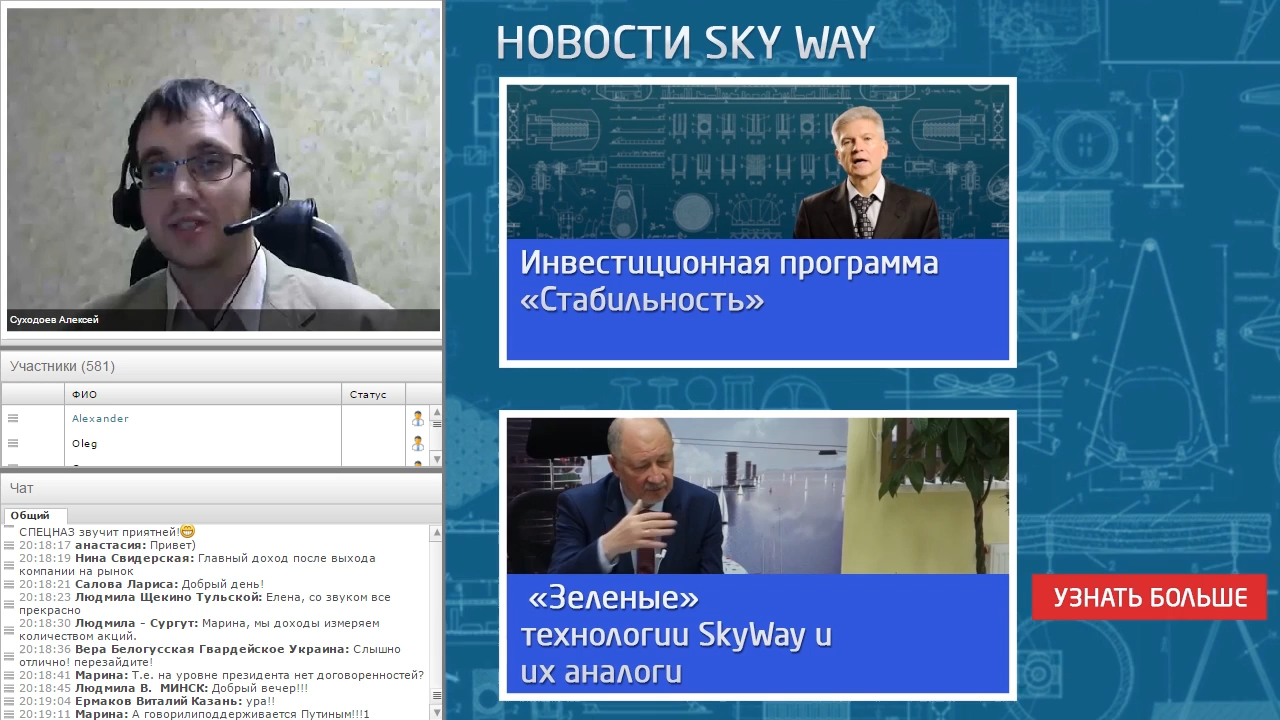 НОВОСТИ SKY WAY
Суходоев Алексей
Участники (581)
ФИО
Статус
Alexander
Oleg
Чат
Общий
СПЕЦНАЗ звучит приятней!
20:18:17 анастасия: Привет)
20:18:19 Нина Свидерская: Главный доход после выхода
компании на рынок
20:18:21 Салова Лариса: Добрый день!
20:18:23 Людмила Щекино Тульской: Елена, со звуком все
прекрасно
20:18:30 Людмила - Сургут: Марина, мы доходы измеряем
количеством акций.
20:18:36 Вера Белогусская Гвардейское Украина: Слышно
отлично! перезайдите!
20:18:41 Марина: Т.е. на уровне президента нет договоренностей?
20:18:45 Людмила В. МИНСК: Добрый вечер!!!
20:19:04 Ермаков Виталий Казань: ура!!
20:19:11 Марина: А говорилиподдерживается Путиным!!!1
Инвестиционная программа
«Стабильность»
«Зеленые»
технологии SkyWay и
их аналоги
УЗНАТЬ БОЛЬШЕ